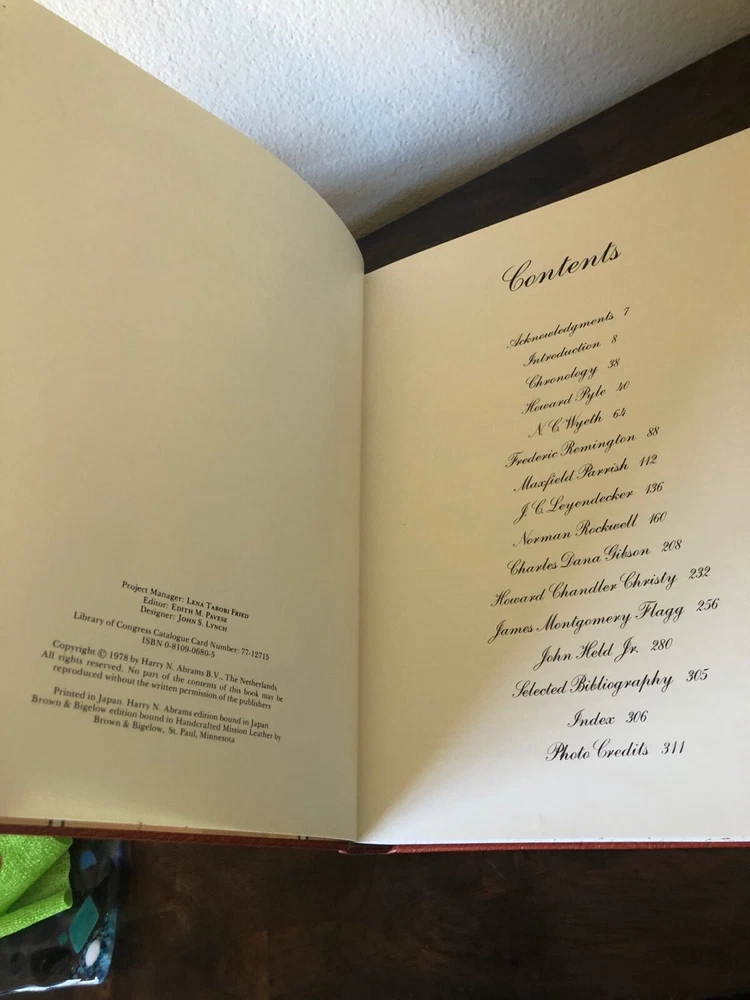 Project Manager: LENA TABORI FRIED
Editor: EDITH M. PAVESE
Designer: JOHN S. LYNCH
Library of Congress Catalogue Card Number: 77-12715
ISBN 0-8109-0680-5
Copyright © 1978 by Harry N. Abrams B.V., The Netherlands
All rights reserved. No part of the contents of this book may be
reproduced without the written permission of the publishers
Printed in Japan. Harry N. Abrams edition bound in Japan
Brown & Bigelow edition bound in Handcrafted Mission Leather by
Brown & Bigelow, St. Paul, Minnesota
Contents
Acknowledgments 7
Introduction 8
Chronology 38
Howard Pyle 40
N.C. Wyeth 64
Frederic Remington 88
Maxfield Parrish 112
J.C. Leyendecker 136
Norman Rockwell 160
Charles Dana Gibson 208
Howard Chandler Christy 232
James Montgomery Flagg 256
John Held Jr. 280
Selected Bibliography 305
Index 306
Photo Credits 311